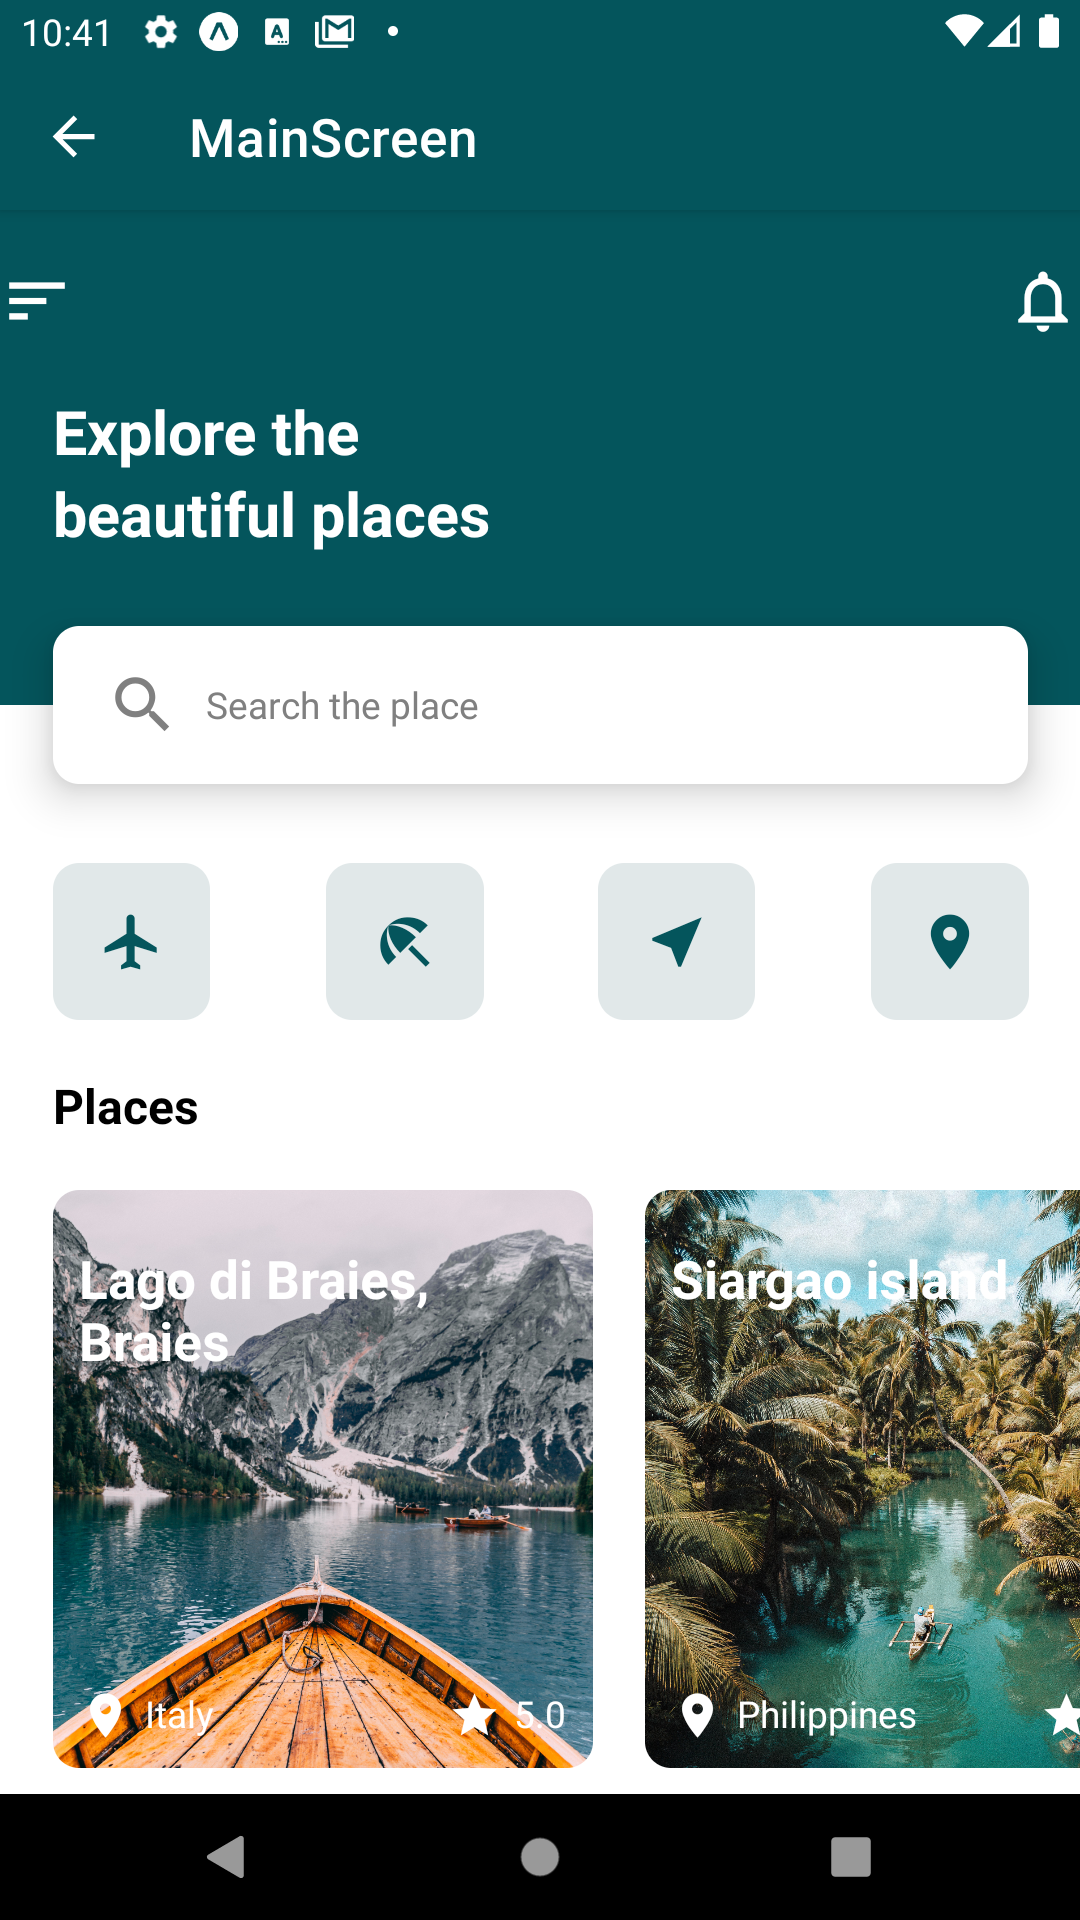 10:41
MainScreen
Explore the
beautiful places
Search the place
Places
Lago di Braies,
Braies
Siargao island
Italy
5.0
Philippines